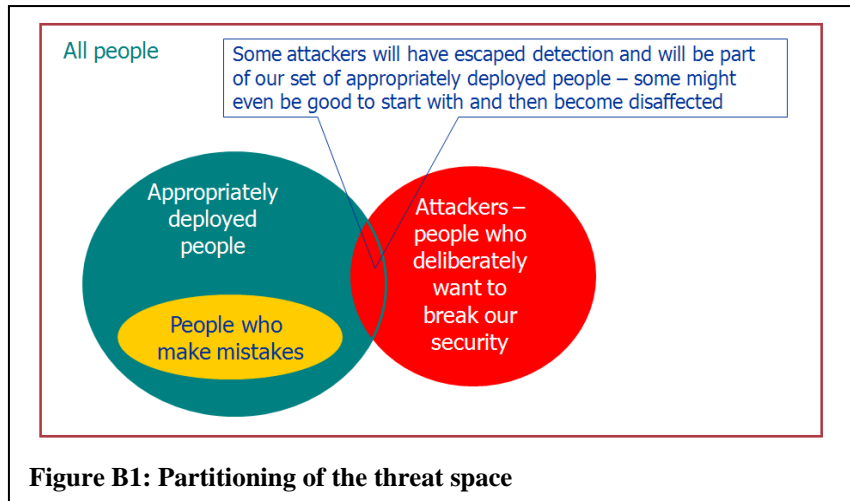 All people
Some attackers will have escaped detection and will be part
of our set of appropriately deployed people – some might
even be good to start with and then become disaffected
Appropriately
deployed
people
People who
make mistakes
Attackers –
people who
deliberately
want to
break our
security
Figure B1: Partitioning of the threat space